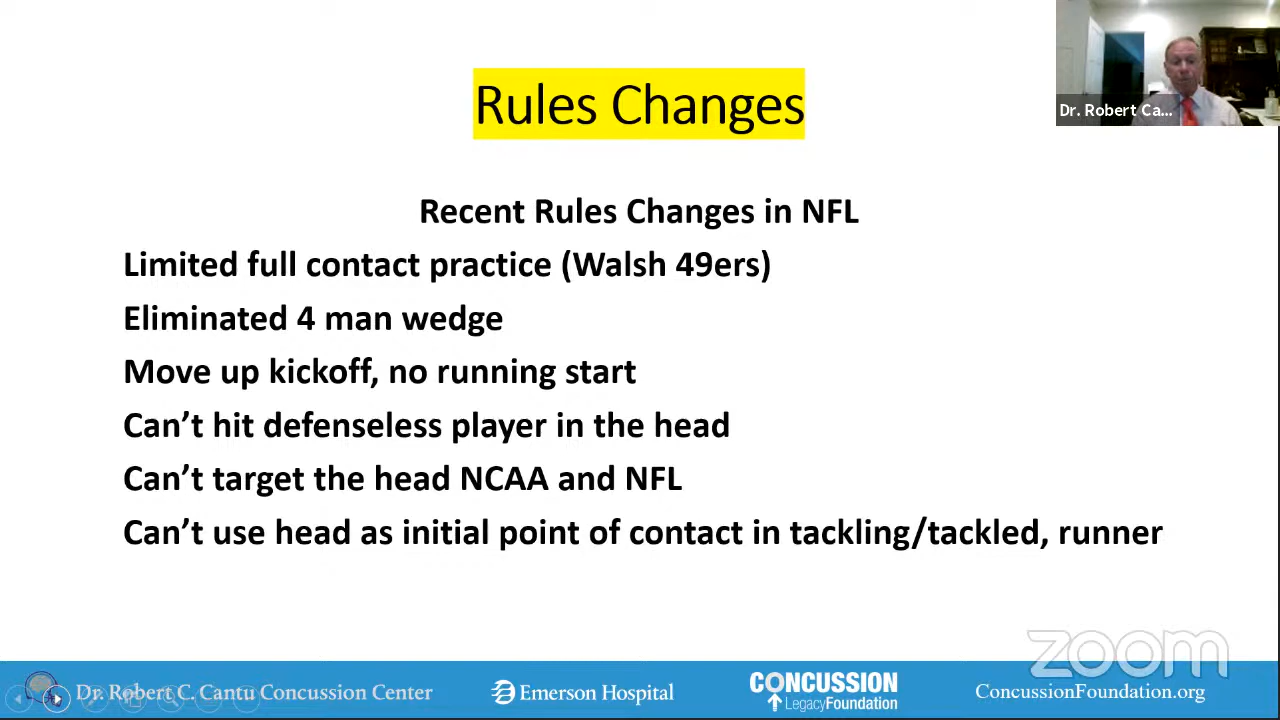 Rules Changes
Dr. Robert Ca...
Recent Rules Changes in NFL
Limited full contact practice (Walsh 49ers)
Eliminated 4 man wedge
Move up kickoff, no running start
Can’t hit defenseless player in the head
Can’t target the head NCAA and NFL
Can’t use head as initial point of contact in tackling/tackled, runner
zoom
Dr. Robert C. Cantu Concussion Center
Emerson Hospital
CONCUSSION
LegacyFoundation
ConcussionFoundation.org